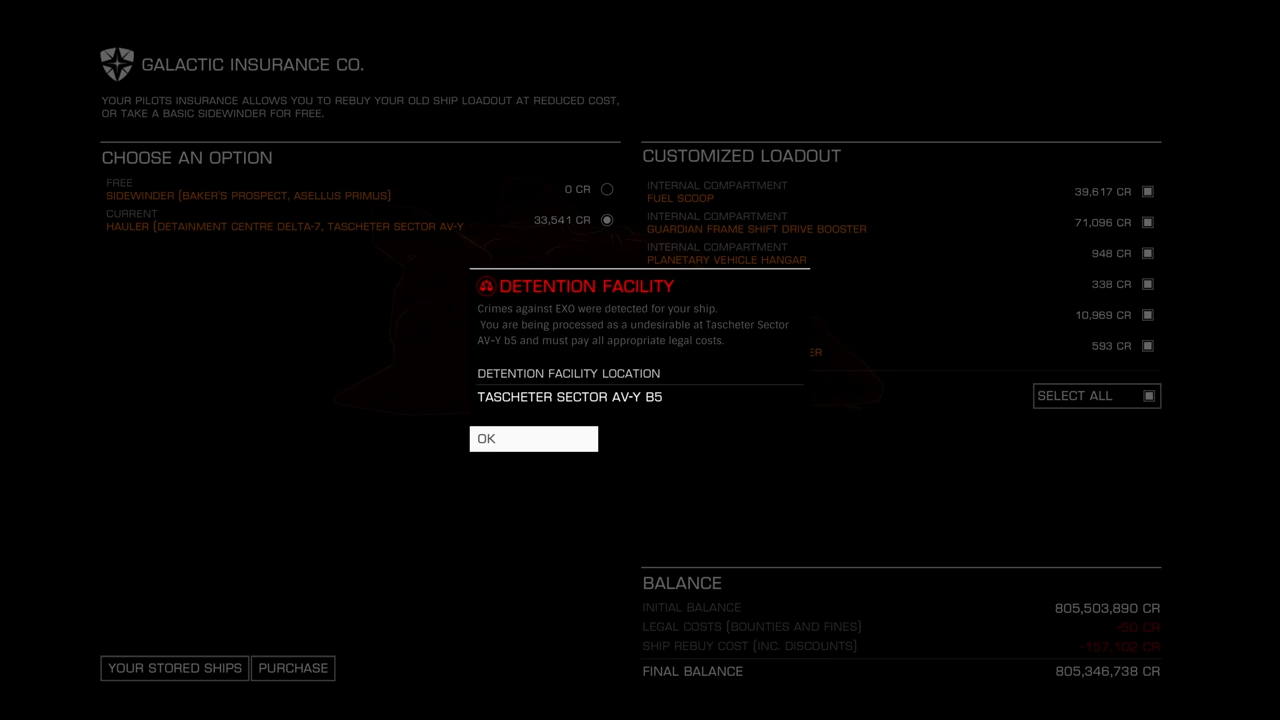 GALACTIC INSURANCE CO.
YOUR PILOTS INSURANCE ALLOWS YOU TO REBUY YOUR OLD SHIP LOADOUT AT REDUCED COST,
OR TAKE A BASIC SIDEWINDER FOR FREE.
CHOOSE AN OPTION
FREE
SIDEWINDER (BAKER'S PROSPECT, ASELLUS PRIMUS) 0 CR
CURRENT
HAULER (DETAINMENT CENTRE DELTA-7, TASCHETER SECTOR AV-Y 33,541 CR
CUSTOMIZED LOADOUT
INTERNAL COMPARTMENT
FUEL SCOOP 39,617 CR
INTERNAL COMPARTMENT
GUARDIAN FRAME SHIFT DRIVE BOOSTER 71,096 CR
INTERNAL COMPARTMENT
PLANETARY VEHICLE HANGAR 948 CR
338 CR
10,969 CR
ER 593 CR
SELECT ALL
DETENTION FACILITY
Crimes against EXO were detected for your ship.
You are being processed as a undesirable at Tascheter Sector
AV-Y b5 and must pay all appropriate legal costs.
DETENTION FACILITY LOCATION
TASCHETER SECTOR AV-Y B5
OK
BALANCE
INITIAL BALANCE 805,503,890 CR
LEGAL COSTS (BOUNTIES AND FINES) -50 CR
SHIP REBUY COST (INC. DISCOUNTS) -157,102 CR
FINAL BALANCE 805,346,738 CR
YOUR STORED SHIPS PURCHASE